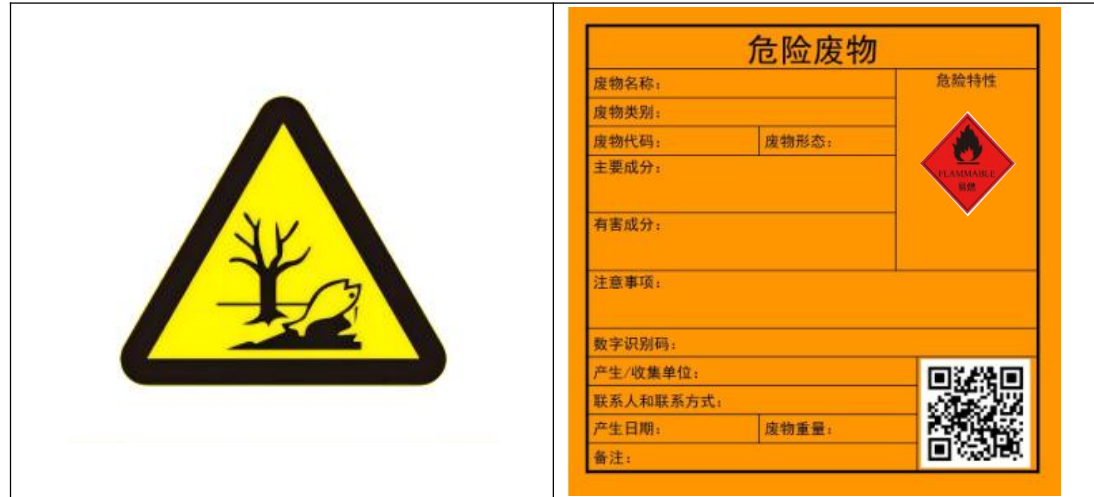 危险废物
废物名称：
危险特性
废物类别：
废物代码：
废物形态：
主要成分：
FLAMMABLE
易燃
有害成分：
注意事项：
数字识别码：
产生/收集单位：
联系人和联系方式：
产生日期：
废物重量：
备注：